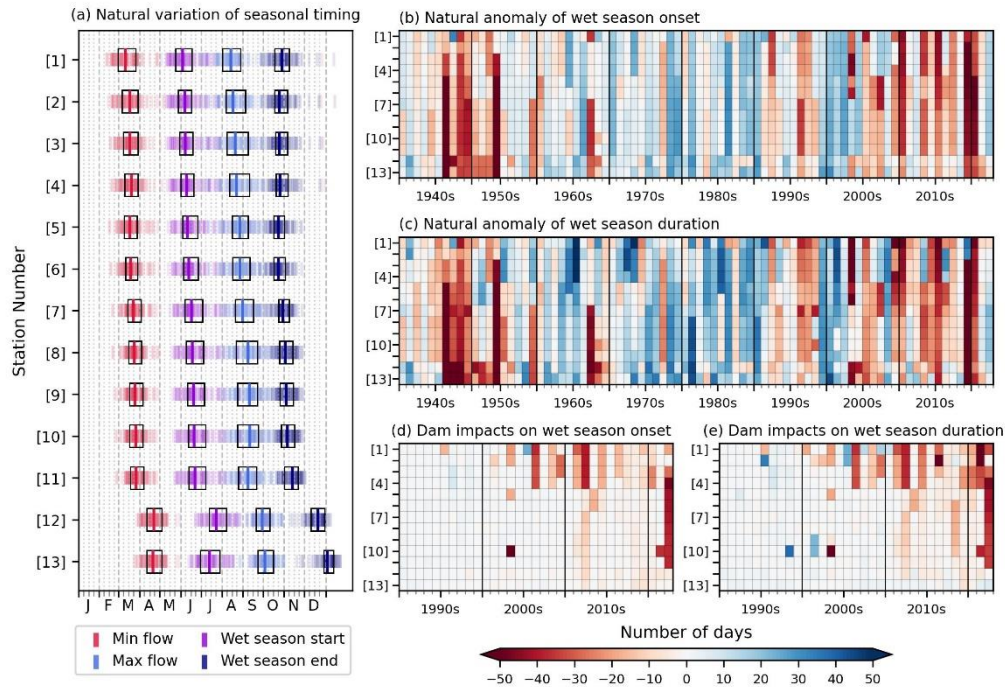 (a) Natural variation of seasonal timing
Station Number
[1]
[2]
[3]
[4]
[5]
[6]
[7]
[8]
[9]
[10]
[11]
[12]
[13]
J F M A M J J A S O N D
Min flow
Wet season start
Max flow
Wet season end
(b) Natural anomaly of wet season onset
[1]
[4]
[7]
[10]
[13]
1940s 1950s 1960s 1970s 1980s 1990s 2000s 2010s
(c) Natural anomaly of wet season duration
[1]
[4]
[7]
[10]
[13]
1940s 1950s 1960s 1970s 1980s 1990s 2000s 2010s
(d) Dam impacts on wet season onset
[1]
[4]
[7]
[10]
[13]
1990s 2000s 2010s
(e) Dam impacts on wet season duration
[1]
[4]
[7]
[10]
[13]
1990s 2000s 2010s
Number of days
−50 −40 −30 −20 −10 0 10 20 30 40 50